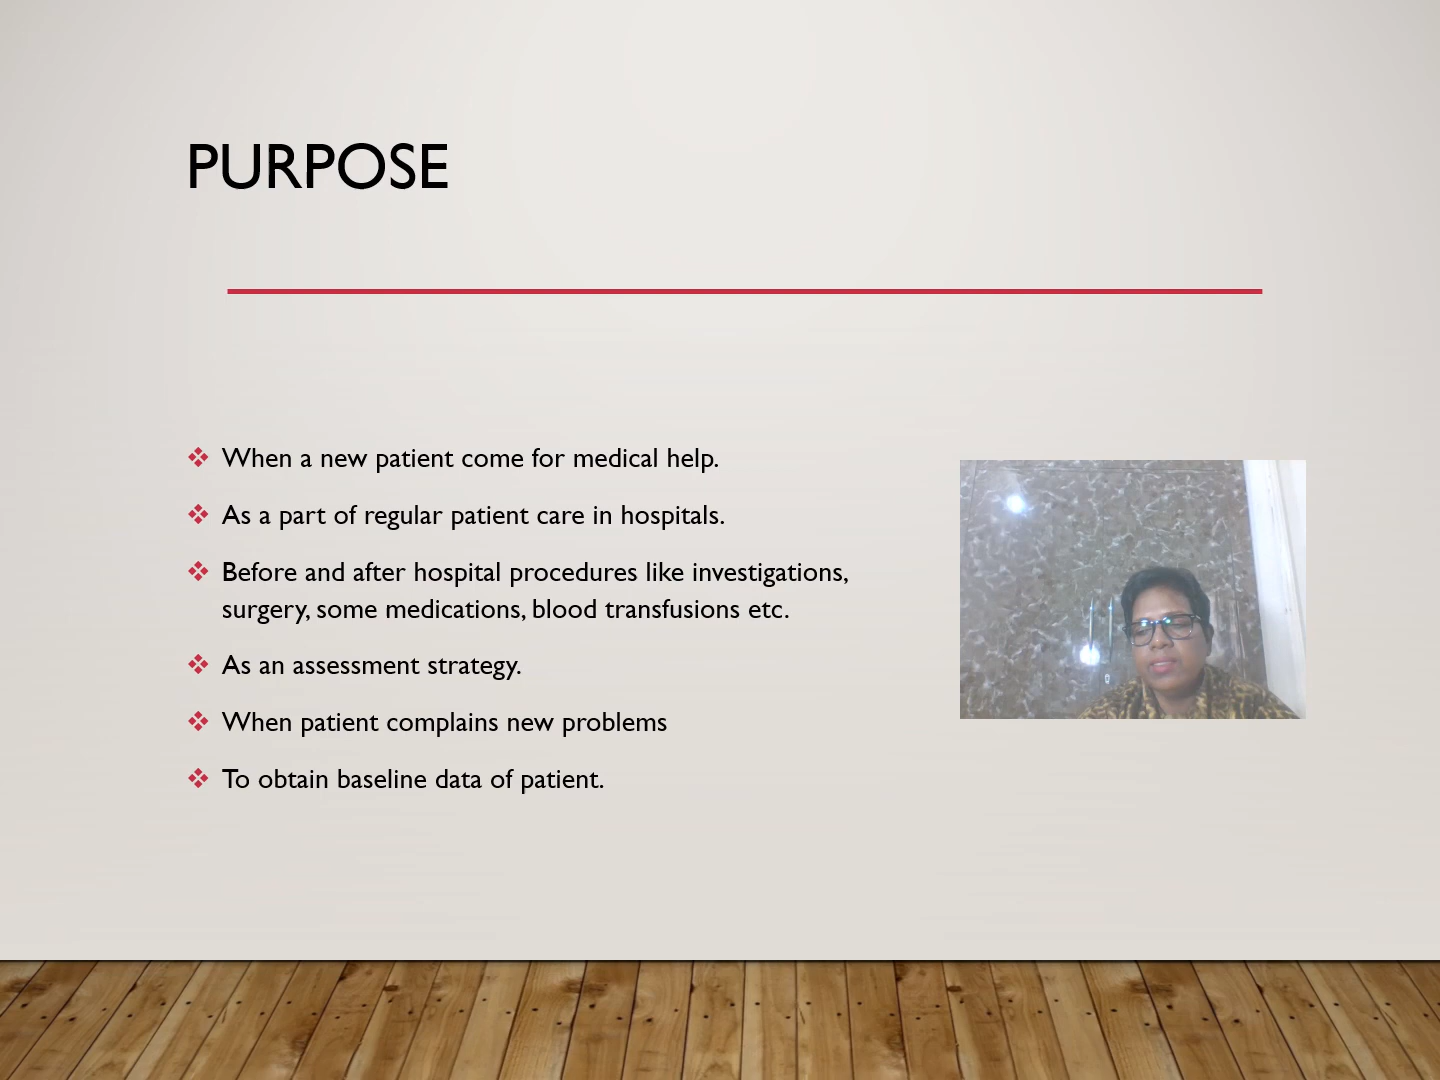 PURPOSE
When a new patient come for medical help.
As a part of regular patient care in hospitals.
Before and after hospital procedures like investigations,
surgery, some medications, blood transfusions etc.
As an assessment strategy.
When patient complains new problems
To obtain baseline data of patient.